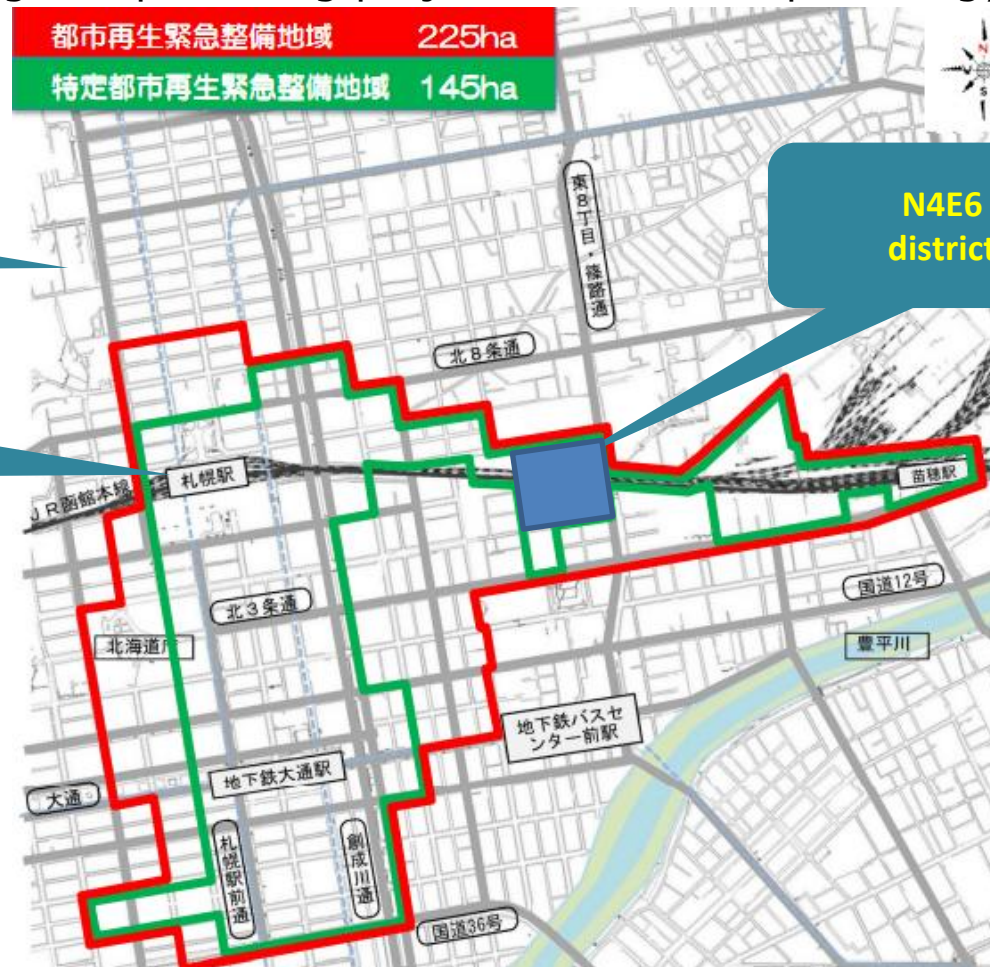 都市再生緊急整備地域 225ha
特定都市再生緊急整備地域 145ha
N
S
N4E6
district
東8丁目・篠路通
北8条通
札幌駅
JR函館本線
苗穂駅
国道12号
北3条通
北海道庁
豊平川
地下鉄バスセ
ンター前駅
地下鉄大通駅
大通
札幌駅前通
創成川通
国道36号